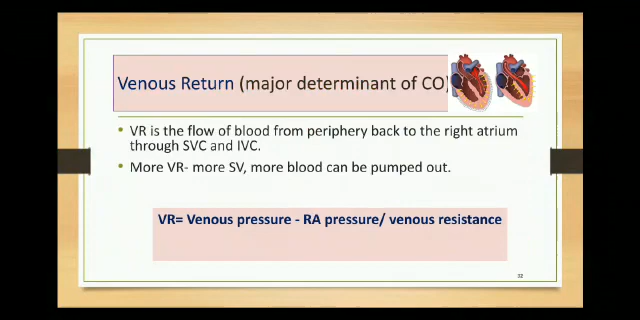 Venous Return (major determinant of CO)
• VR is the flow of blood from periphery back to the right atrium
through SVC and IVC.
• More VR- more SV, more blood can be pumped out.
VR= Venous pressure - RA pressure/ venous resistance
32